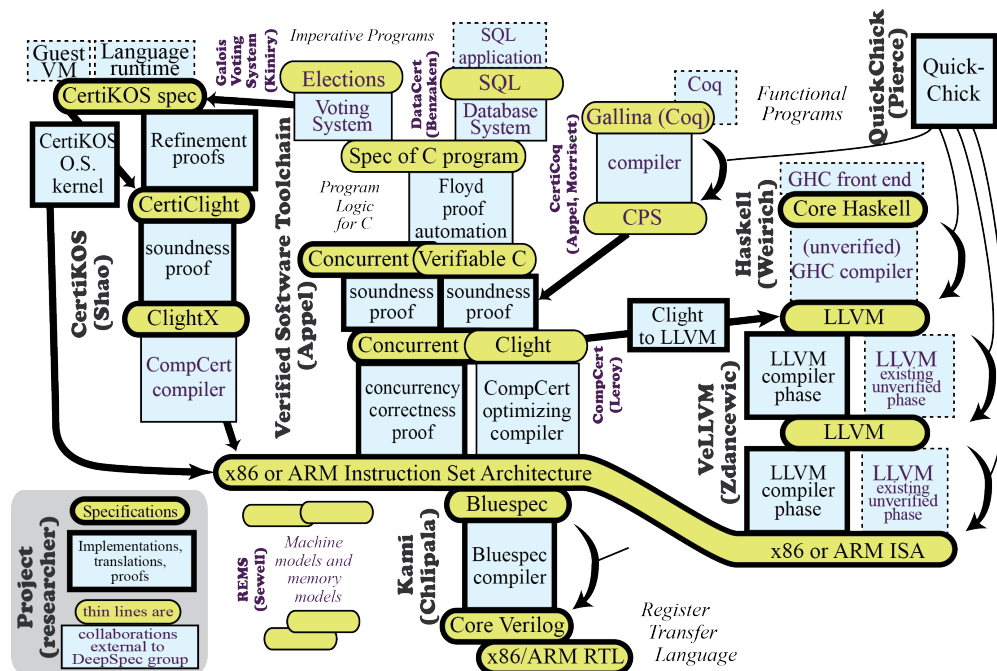 Guest
VM
Language
runtime
CertiKOS spec
CertiKOS
O.S.
kernel
Refinement
proofs
CertiClight
soundness
proof
ClightX
CompCert
compiler
CertiKOS
(Shao)
Galois
Voting
System
(Kiniry)
Imperative Programs
Elections
Voting
System
DataCert
(Benzaken)
SQL
application
SQL
Database
System
Spec of C program
Program
Logic
for C
Floyd
proof
automation
Concurrent
Verifiable C
soundness
proof
soundness
proof
Concurrent
Clight
concurrency
correctness
proof
CompCert
optimizing
compiler
Verified Software Toolchain
(Appel)
CompCert
(Leroy)
Coq
Gallina (Coq)
compiler
CPS
CertiCoq
(Appel, Morrisett)
Functional
Programs
QuickChick
(Pierce)
Quick-
Chick
GHC front end
Core Haskell
(unverified)
GHC compiler
Haskell
(Weirich)
Clight
to LLVM
LLVM
LLVM
compiler
phase
LLVM
existing
unverified
phase
LLVM
LLVM
compiler
phase
LLVM
existing
unverified
phase
VeLLVM
(Zdancewic)
x86 or ARM Instruction Set Architecture
x86 or ARM ISA
Bluespec
Bluespec
compiler
Core Verilog
x86/ARM RTL
Kami
(Chlipala)
Register
Transfer
Language
REMS
(Sewell)
Machine
models and
memory
models
Project
(researcher)
Specifications
Implementations,
translations,
proofs
thin lines are
collaborations
external to
DeepSpec group